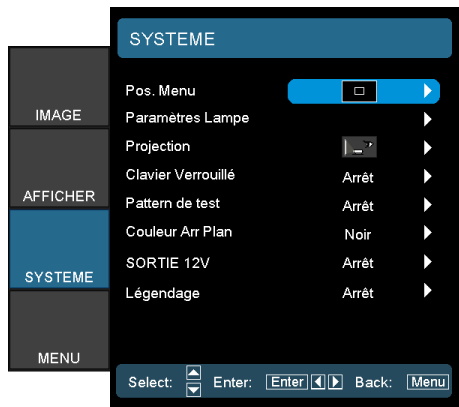 SYSTEME
IMAGE
AFFICHER
SYSTEME
MENU
Pos. Menu
Paramètres Lampe
Projection
Clavier Verrouillé Arrêt
Pattern de test Arrêt
Couleur Arr Plan Noir
SORTIE 12V Arrêt
Légendage Arrêt
Select: Enter: Enter Back: Menu